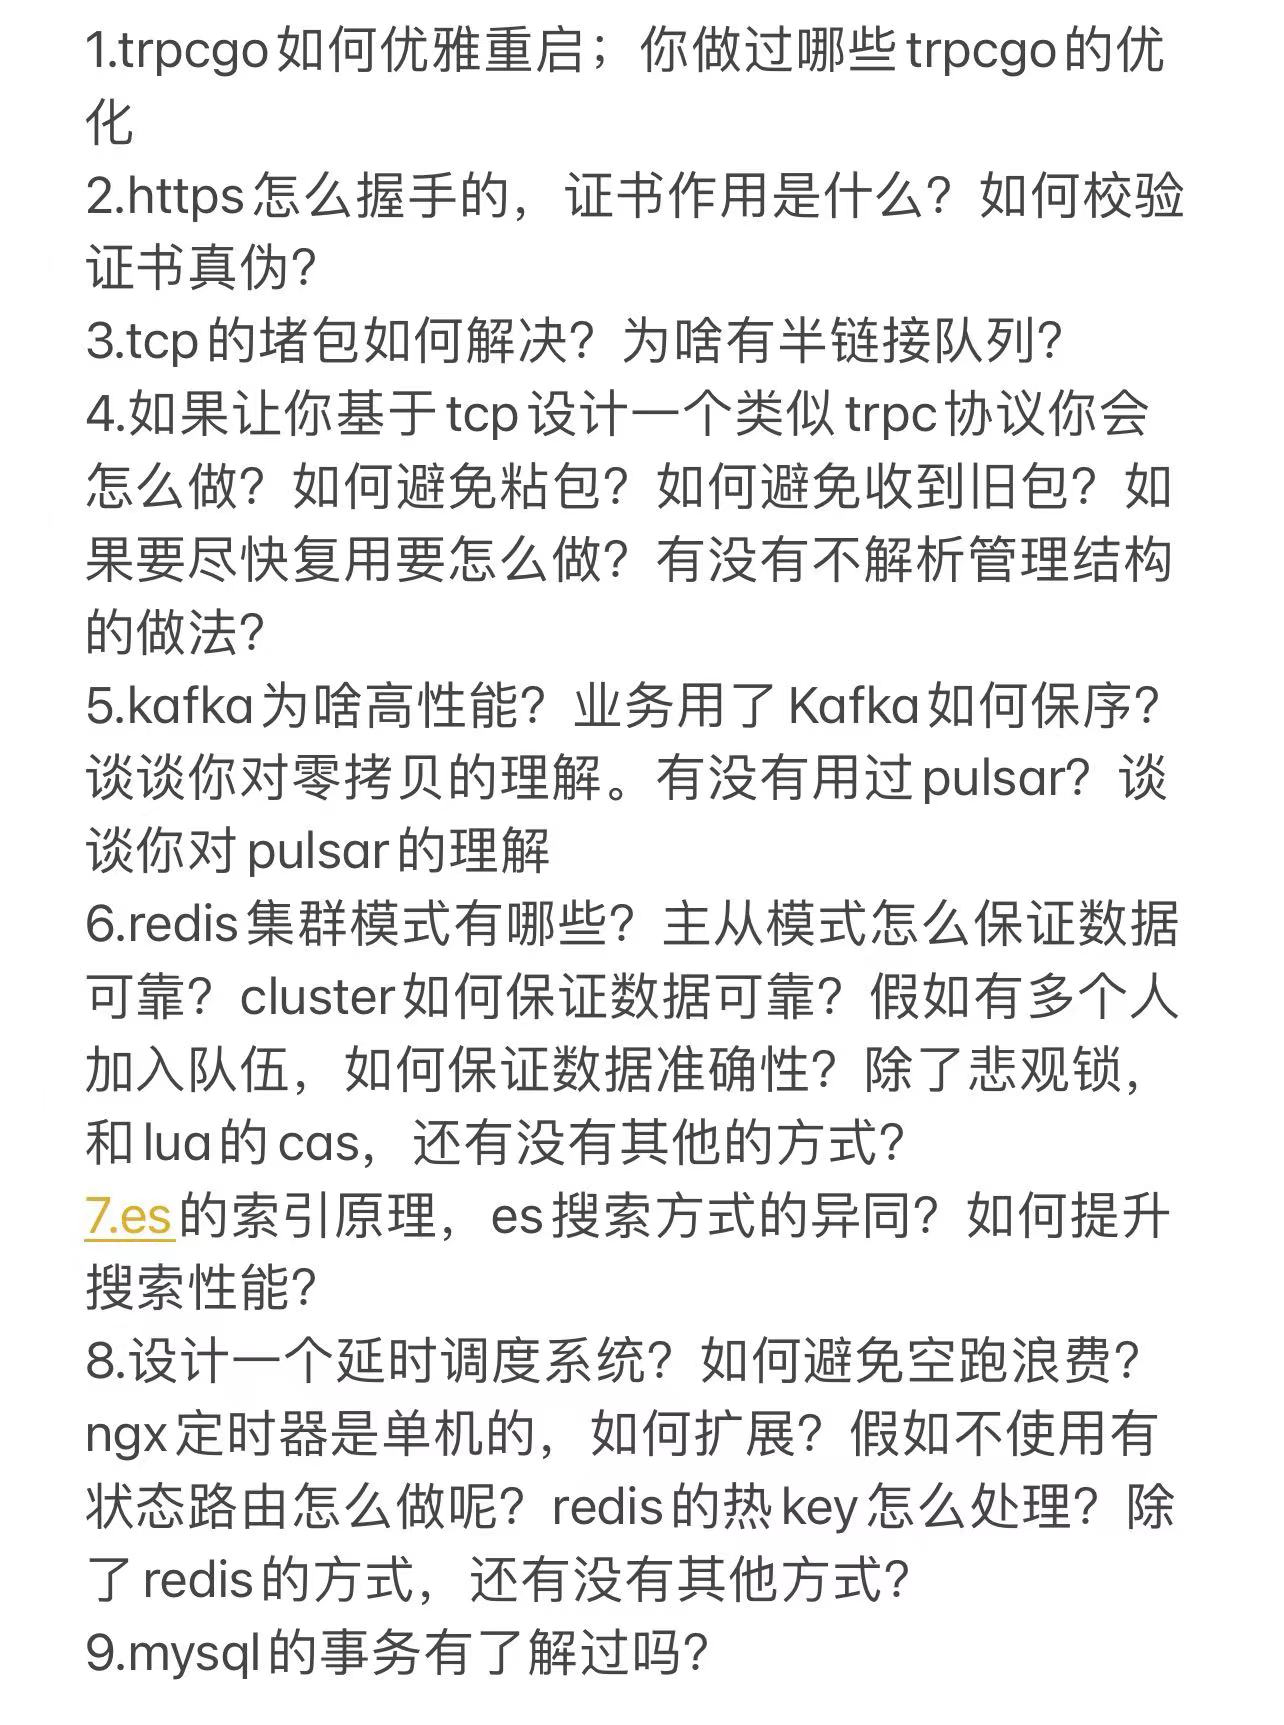 1.trpcgo如何优雅重启；你做过哪些trpcgo的优
化
2.https怎么握手的，证书作用是什么？如何校验
证书真伪？
3.tcp的堵包如何解决？为啥有半链接队列？
4.如果让你基于tcp设计一个类似trpc协议你会
怎么做？如何避免粘包？如何避免收到旧包？如
果要尽快复用要怎么做？有没有不解析管理结构
的做法？
5.kafka为啥高性能？业务用了Kafka如何保序？
谈谈你对零拷贝的理解。有没有用过pulsar？谈
谈你对pulsar的理解
6.redis集群模式有哪些？主从模式怎么保证数据
可靠？cluster如何保证数据可靠？假如有多个人
加入队伍，如何保证数据准确性？除了悲观锁，
和lua的cas，还有没有其他的方式？
7.es的索引原理，es搜索方式的异同？如何提升
搜索性能？
8.设计一个延时调度系统？如何避免空跑浪费？
ngx定时器是单机的，如何扩展？假如不使用有
状态路由怎么做呢？redis的热key怎么处理？除
了redis的方式，还有没有其他方式？
9.mysql的事务有了解过吗？